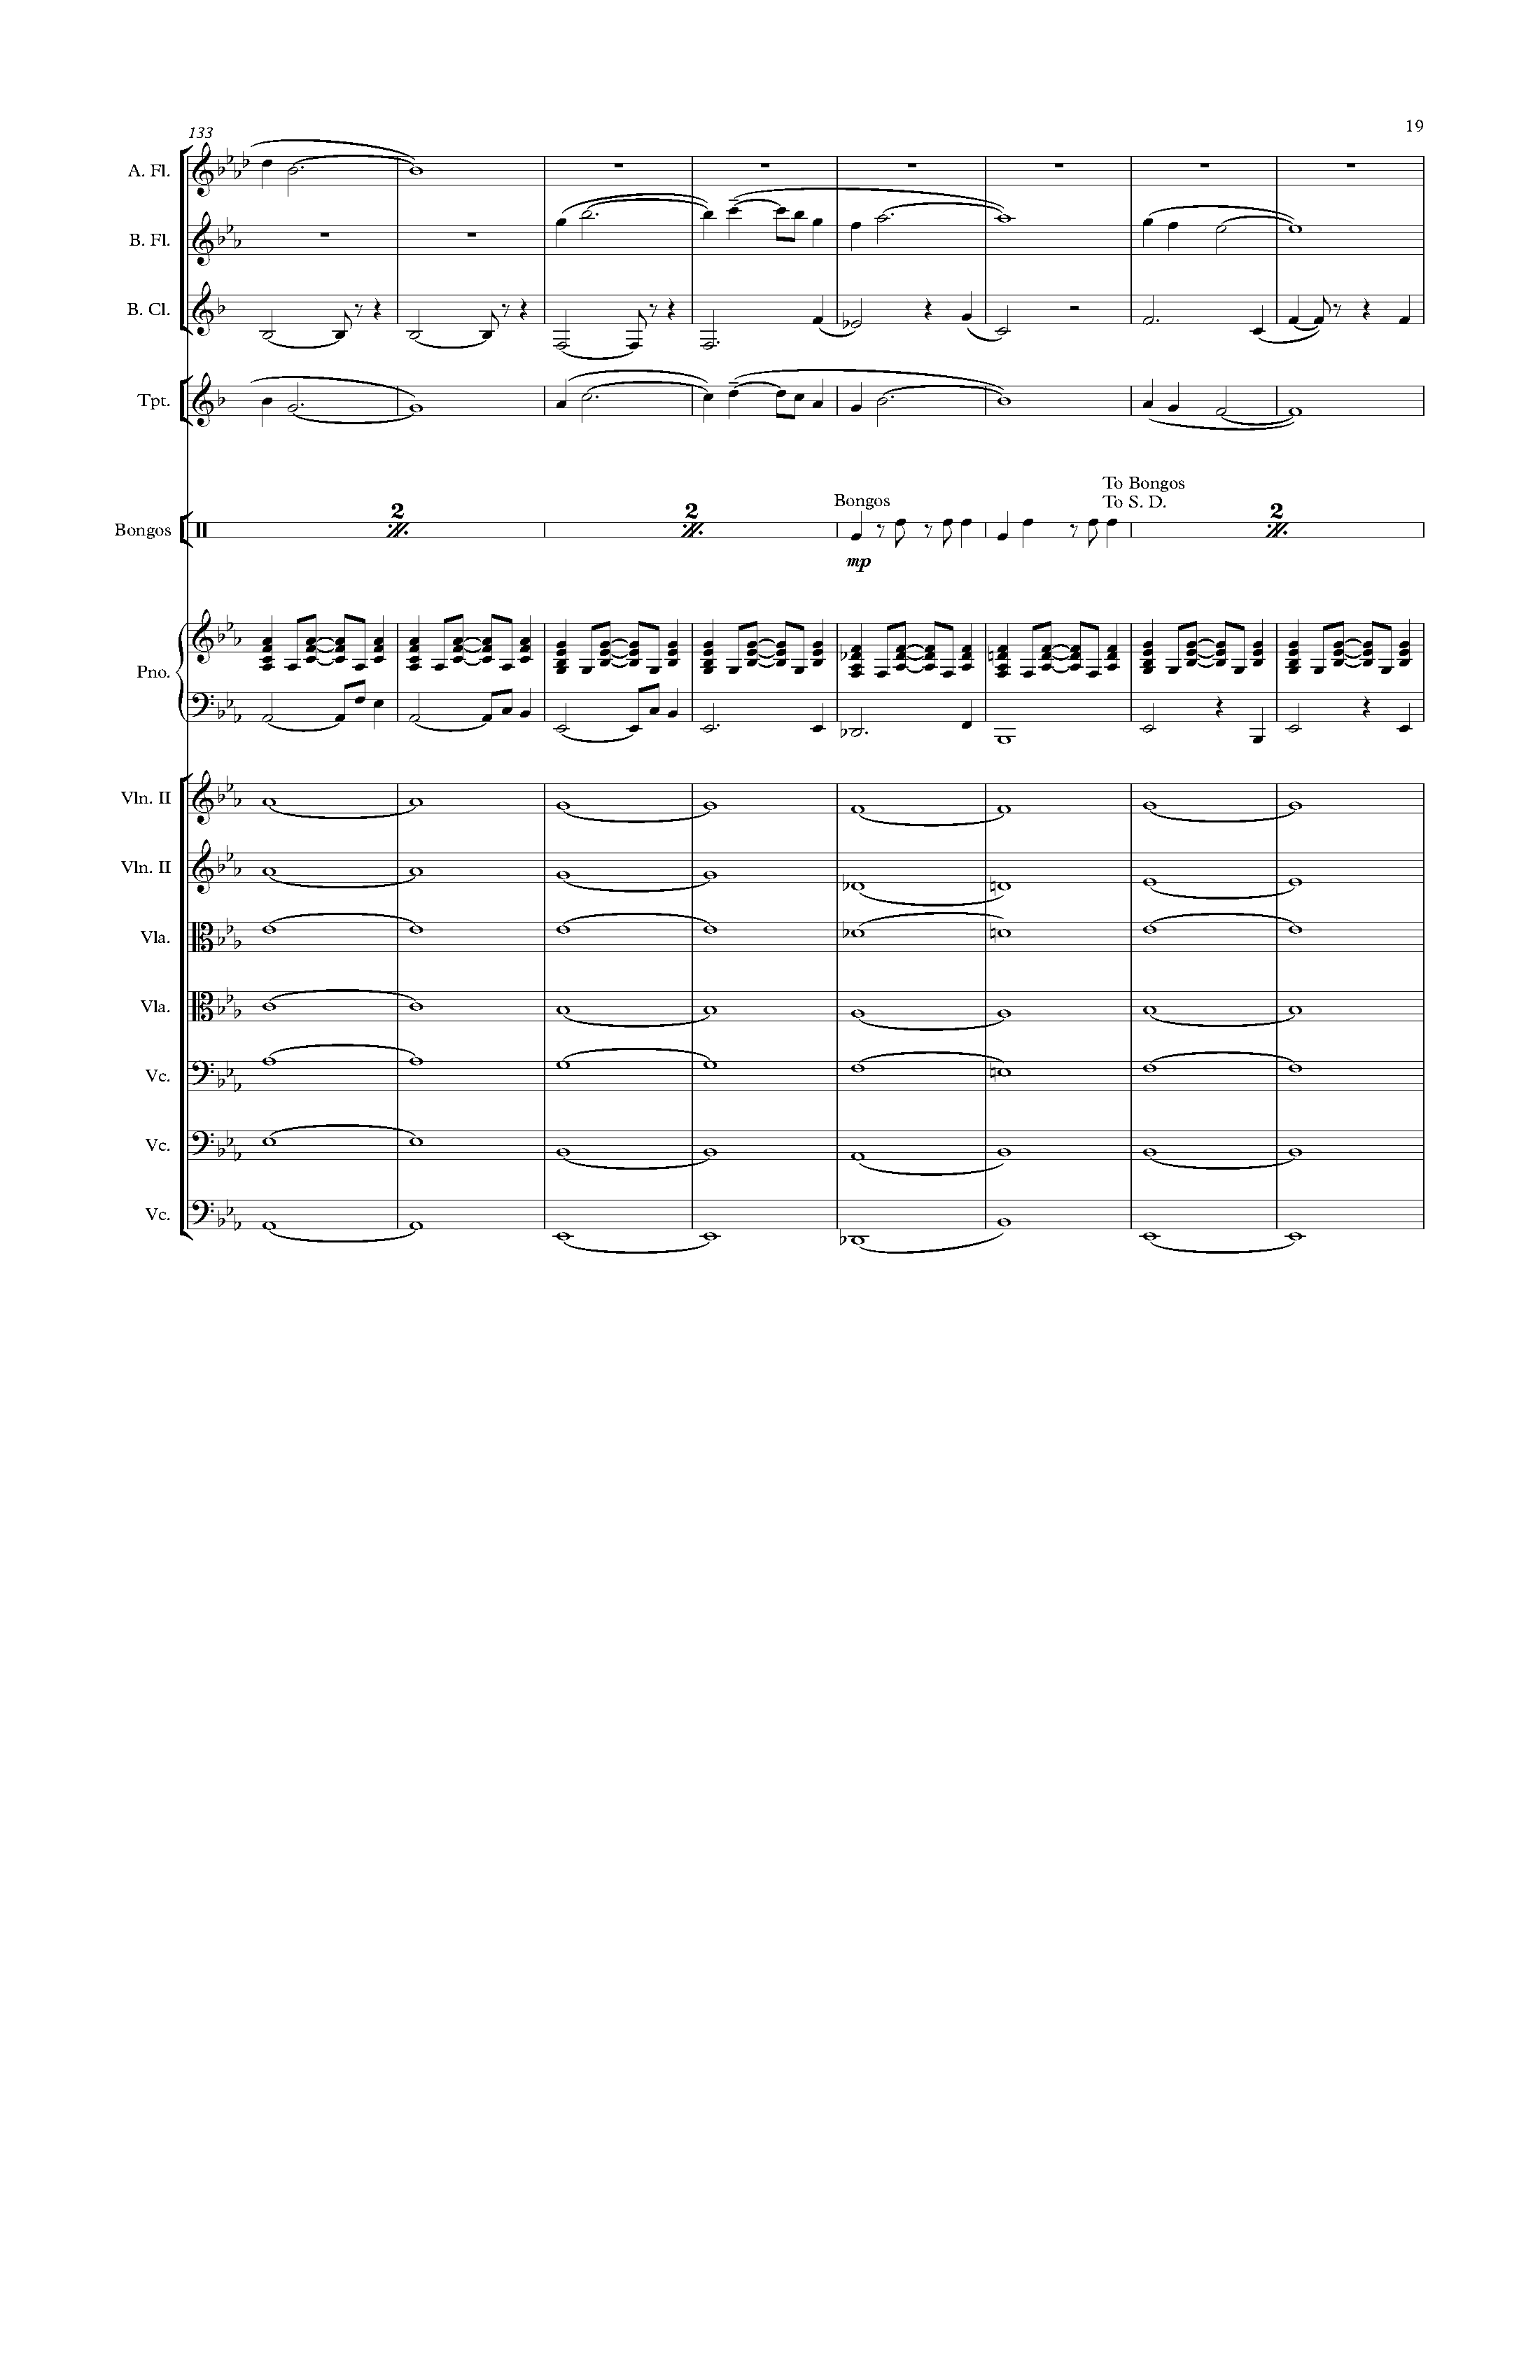 19
133
A. Fl.
B. Fl.
B. Cl.
Tpt.
To Bongos
Bongos
To S. D.
2
2
2
Bongos
mp
Pno.
Vln. II
Vln. II
Vla.
Vla.
Vc.
Vc.
Vc.